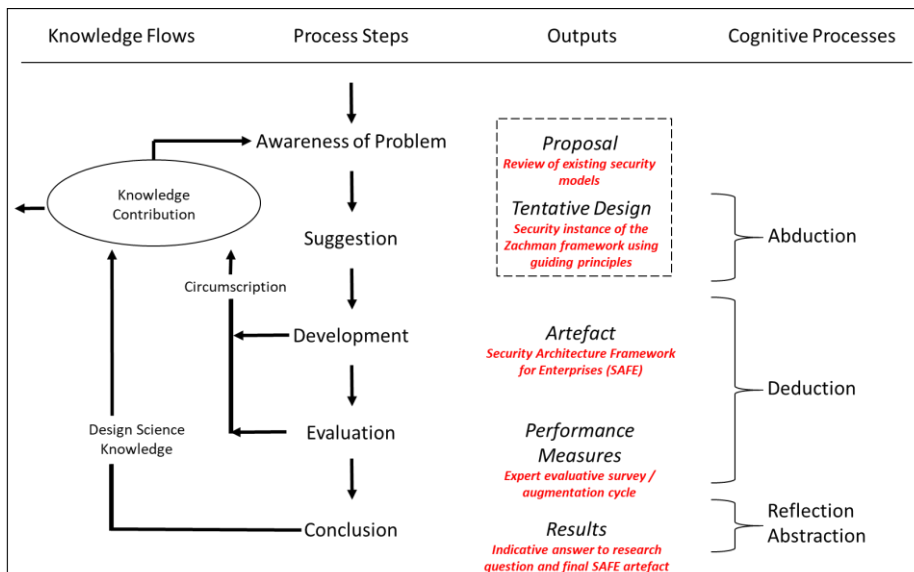 Knowledge Flows
Process Steps
Outputs
Cognitive Processes
Awareness of Problem
Proposal
Review of existing security
models
Knowledge
Contribution
Tentative Design
Security instance of the
Zachman framework using
guiding principles
Suggestion
Abduction
Circumscription
Development
Artefact
Security Architecture Framework
for Enterprises (SAFE)
Deduction
Design Science
Knowledge
Evaluation
Performance
Measures
Expert evaluative survey /
augmentation cycle
Conclusion
Results
Indicative answer to research
question and final SAFE artefact
Reflection
Abstraction